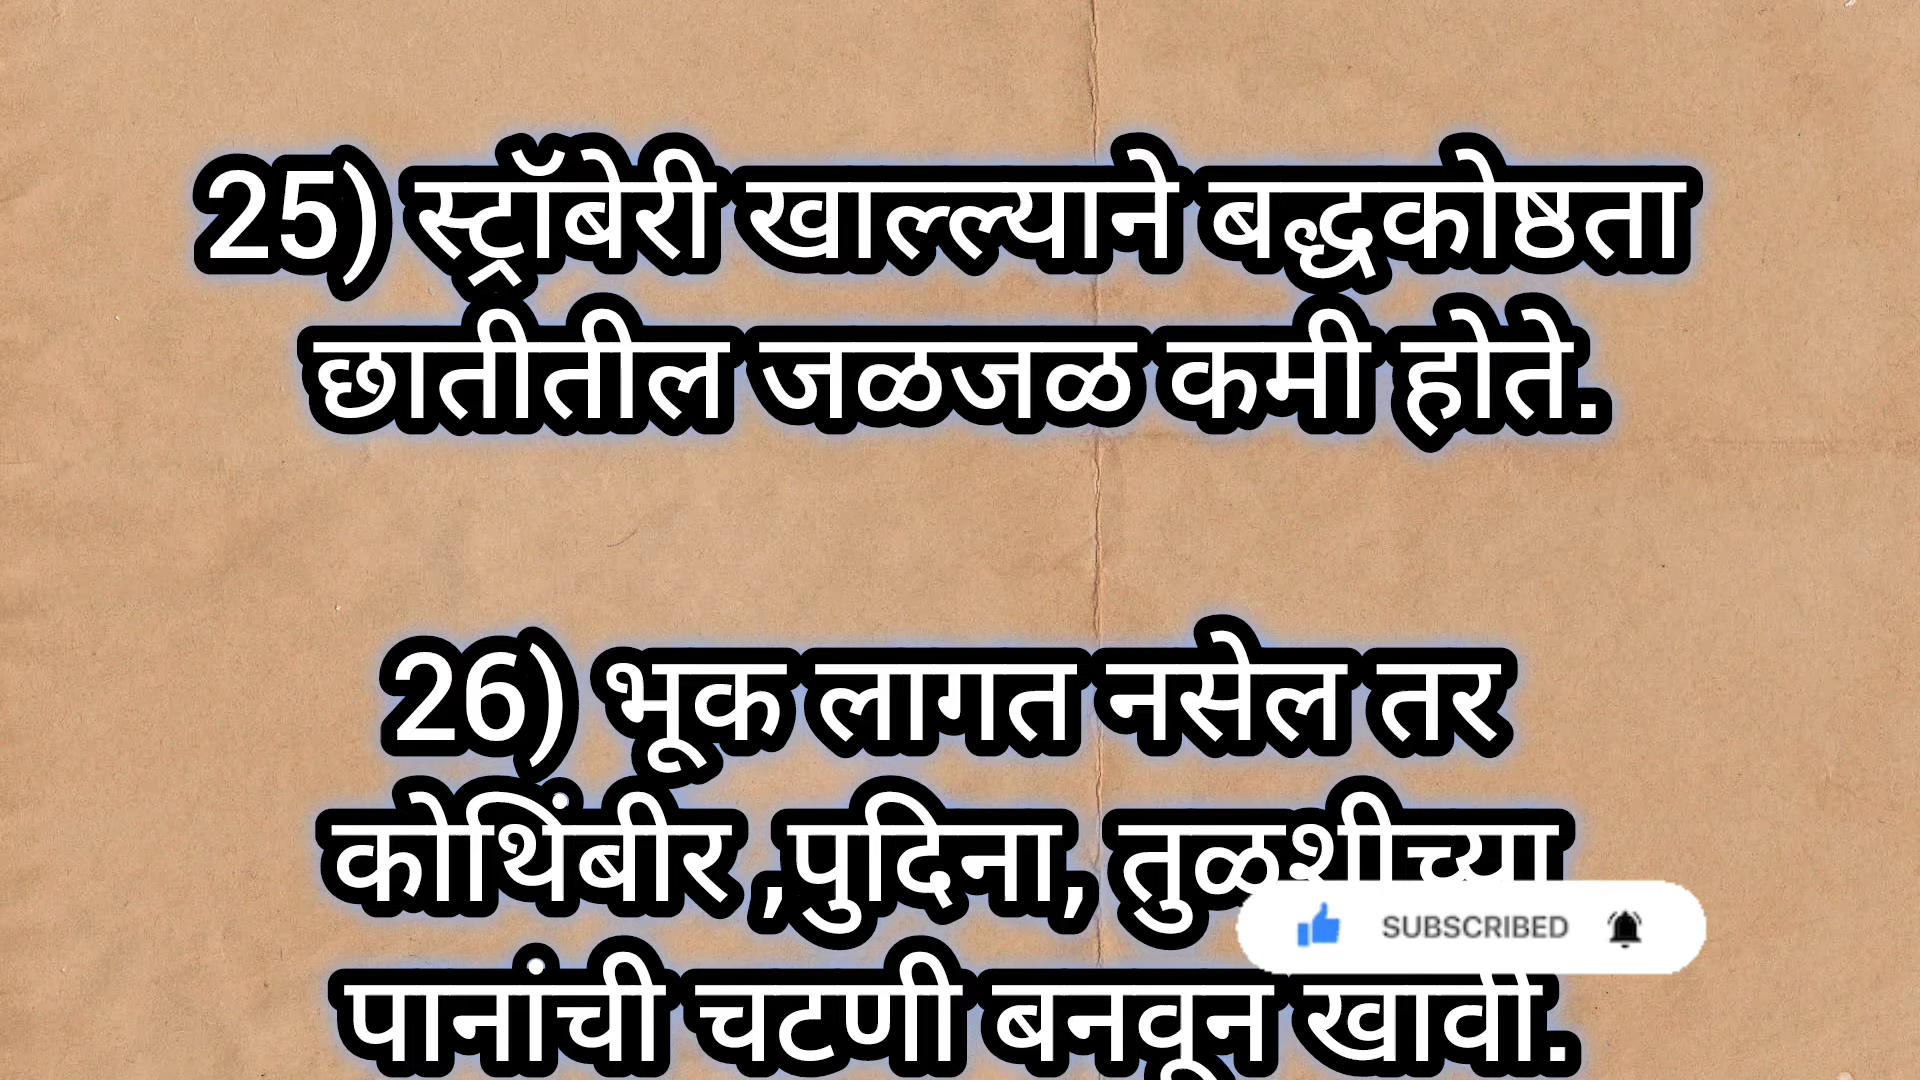 25) स्ट्रॉबेरी खाल्ल्याने बद्धकोष्ठता
छातीतील जळजळ कमी होते.
26) भूक लागत नसेल तर
कोथिंबीर ,पुदिना, तुळशीच्या
SUBSCRIBED
पानांची चटणी बनवून खावी.